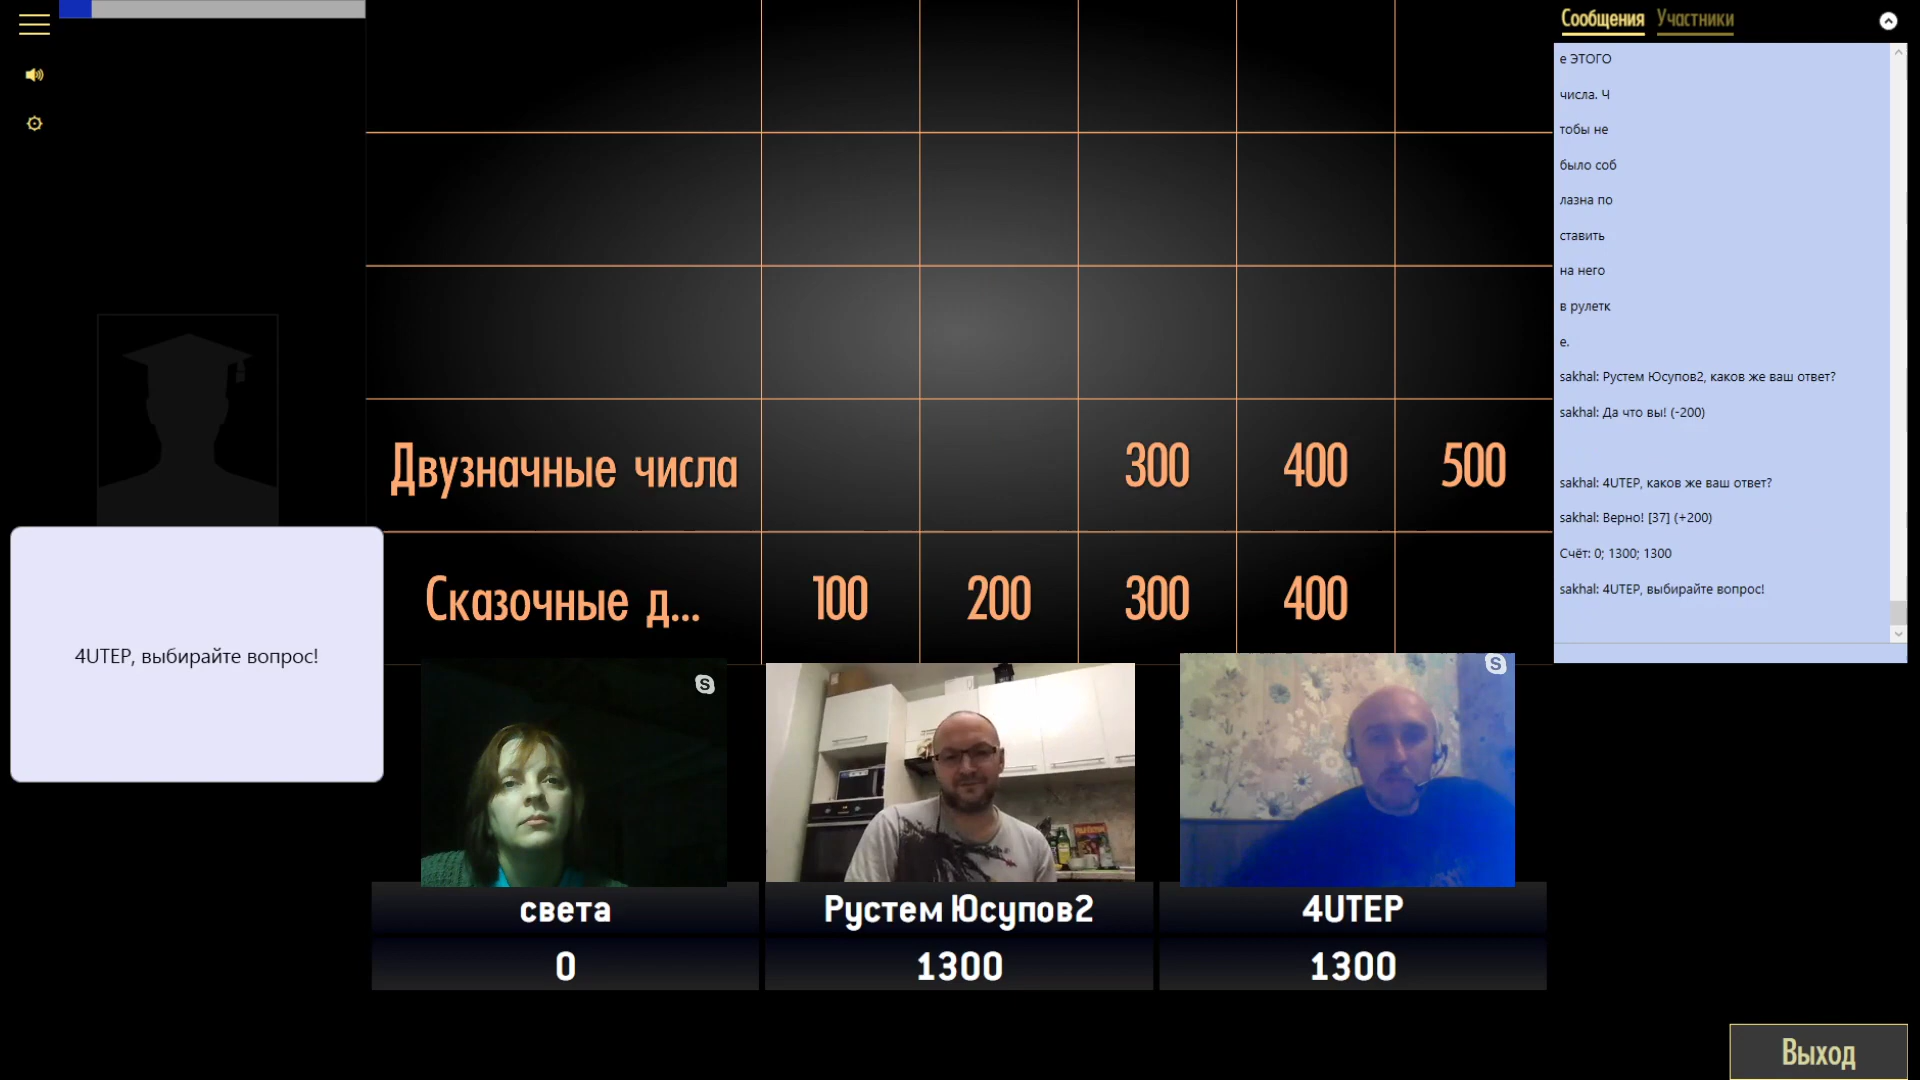 Сообщения Участники
е ЭТОГО
числа. Ч
тобы не
было соб
лазна по
ставить
на него
в рулетк
е.
sakhal: Рустем Юсупов2, каков же ваш ответ?
sakhal: Да что вы! (-200)
sakhal: 4UTEP, каков же ваш ответ?
sakhal: Верно! [37] (+200)
Счёт: 0; 1300; 1300
sakhal: 4UTEP, выбирайте вопрос!
Двузначные числа 300 400 500
Сказочные д... 100 200 300 400
4UTEP, выбирайте вопрос!
S
S
света Рустем Юсупов2 4UTEP
0 1300 1300
Выход